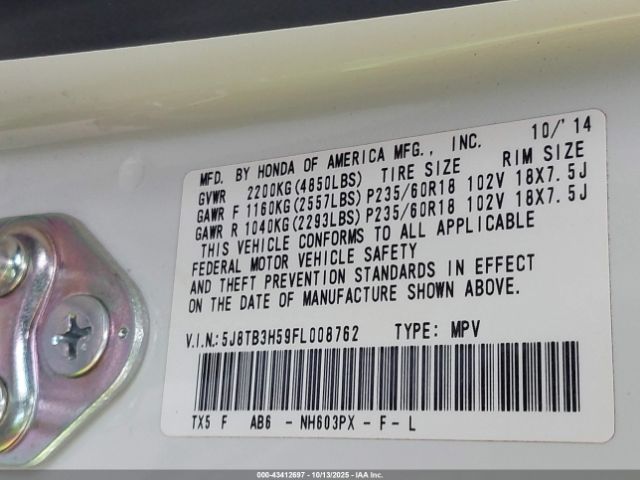 10/'14
MFD. BY HONDA OF AMERICA MFG., INC.
GVWR 2200KG(4850LBS) TIRE SIZE RIM SIZE
GAWR F 1160KG(2557LBS) P235/60R18 102V 18X7.5J
GAWR R 1040KG(2293LBS) P235/60R18 102V 18X7.5J
THIS VEHICLE CONFORMS TO ALL APPLICABLE
FEDERAL MOTOR VEHICLE SAFETY
AND THEFT PREVENTION STANDARDS IN EFFECT
ON THE DATE OF MANUFACTURE SHOWN ABOVE.
V.I.N.:5J8TB3H59FL008762 TYPE: MPV
TX5 F AB6 - NH603PX - F - L
000-43412697 - 10/13/2025 - IAAI.com